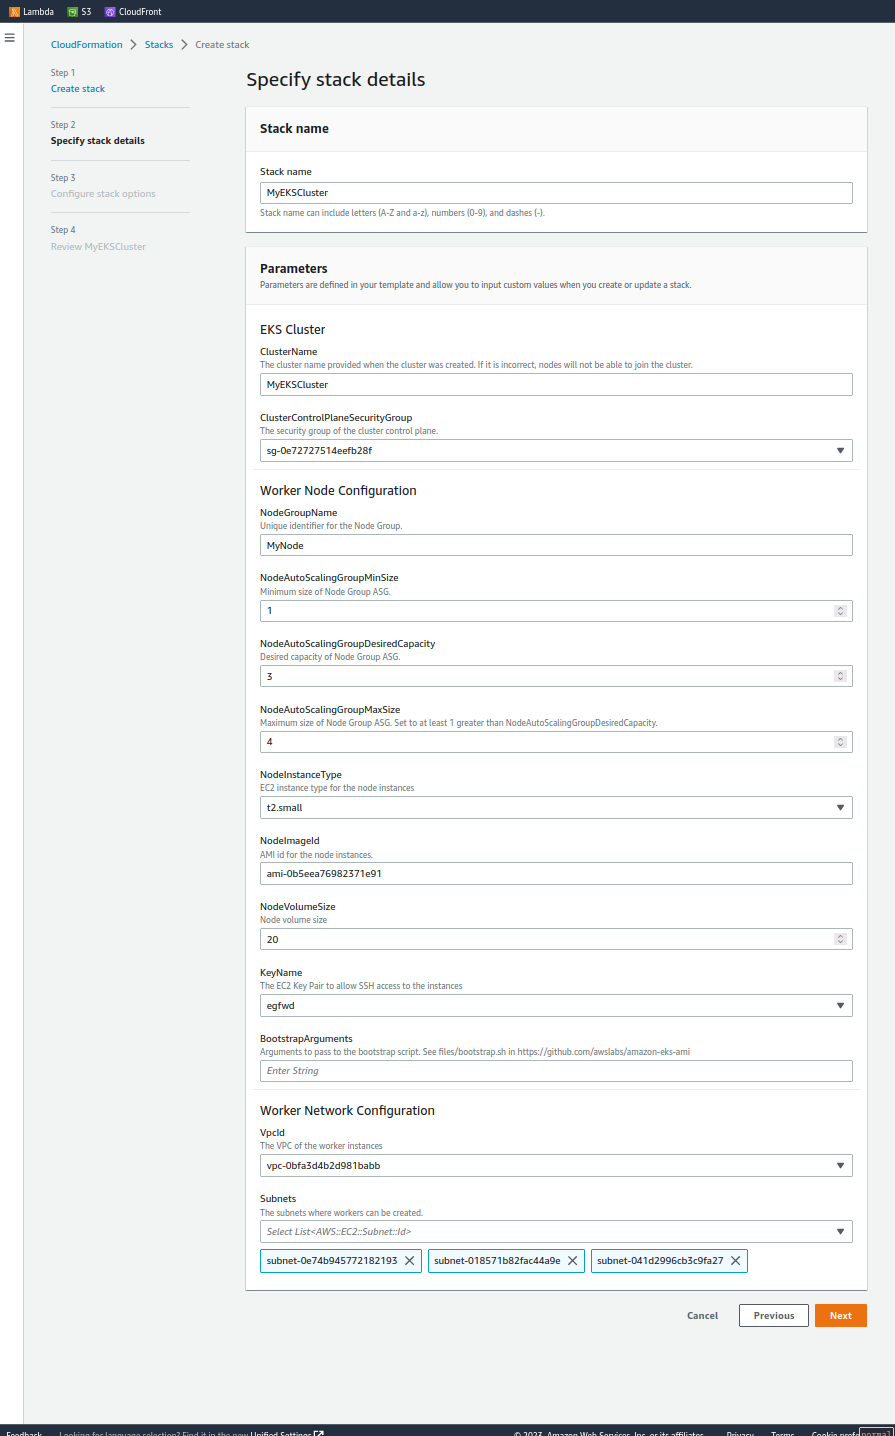 Lambda S3 CloudFront
CloudFormation Stacks Create stack
Step 1
Create stack
Step 2
Specify stack details
Step 3
Configure stack options
Step 4
Review MyEKSCluster
Specify stack details
Stack name
Stack name
MyEKSCluster
Stack name can include letters (A-Z and a-z), numbers (0-9), and dashes (-).
Parameters
Parameters are defined in your template and allow you to input custom values when you create or update a stack.
EKS Cluster
ClusterName
The cluster name provided when the cluster was created. If it is incorrect, nodes will not be able to join the cluster.
MyEKSCluster
ClusterControlPlaneSecurityGroup
The security group of the cluster control plane.
sg-0e72727514eefb28f
Worker Node Configuration
NodeGroupName
Unique identifier for the Node Group.
MyNode
NodeAutoScalingGroupMinSize
Minimum size of Node Group ASG.
1
NodeAutoScalingGroupDesiredCapacity
Desired capacity of Node Group ASG.
3
NodeAutoScalingGroupMaxSize
Maximum size of Node Group ASG. Set to at least 1 greater than NodeAutoScalingGroupDesiredCapacity.
4
NodeInstanceType
EC2 instance type for the node instances
t2.small
NodeImageId
AMI id for the node instances.
ami-0b5eea76982371e91
NodeVolumeSize
Node volume size
20
KeyName
The EC2 Key Pair to allow SSH access to the instances
egfwd
BootstrapArguments
Arguments to pass to the bootstrap script. See files/bootstrap.sh in https://github.com/awslabs/amazon-eks-ami
Enter String
Worker Network Configuration
VpcId
The VPC of the worker instances
vpc-0bfa3d4b2d981babb
Subnets
The subnets where workers can be created.
Select List<AWS::EC2::Subnet::Id>
subnet-0e74b945772182193 subnet-018571b82fac44a9e subnet-041d2996cb3c9fa27
Cancel Previous Next
Feedback Looking for language selection? Find it in the new Unified Settings © 2023, Amazon Web Services, Inc. or its affiliates. Privacy Terms Cookie prefe normal